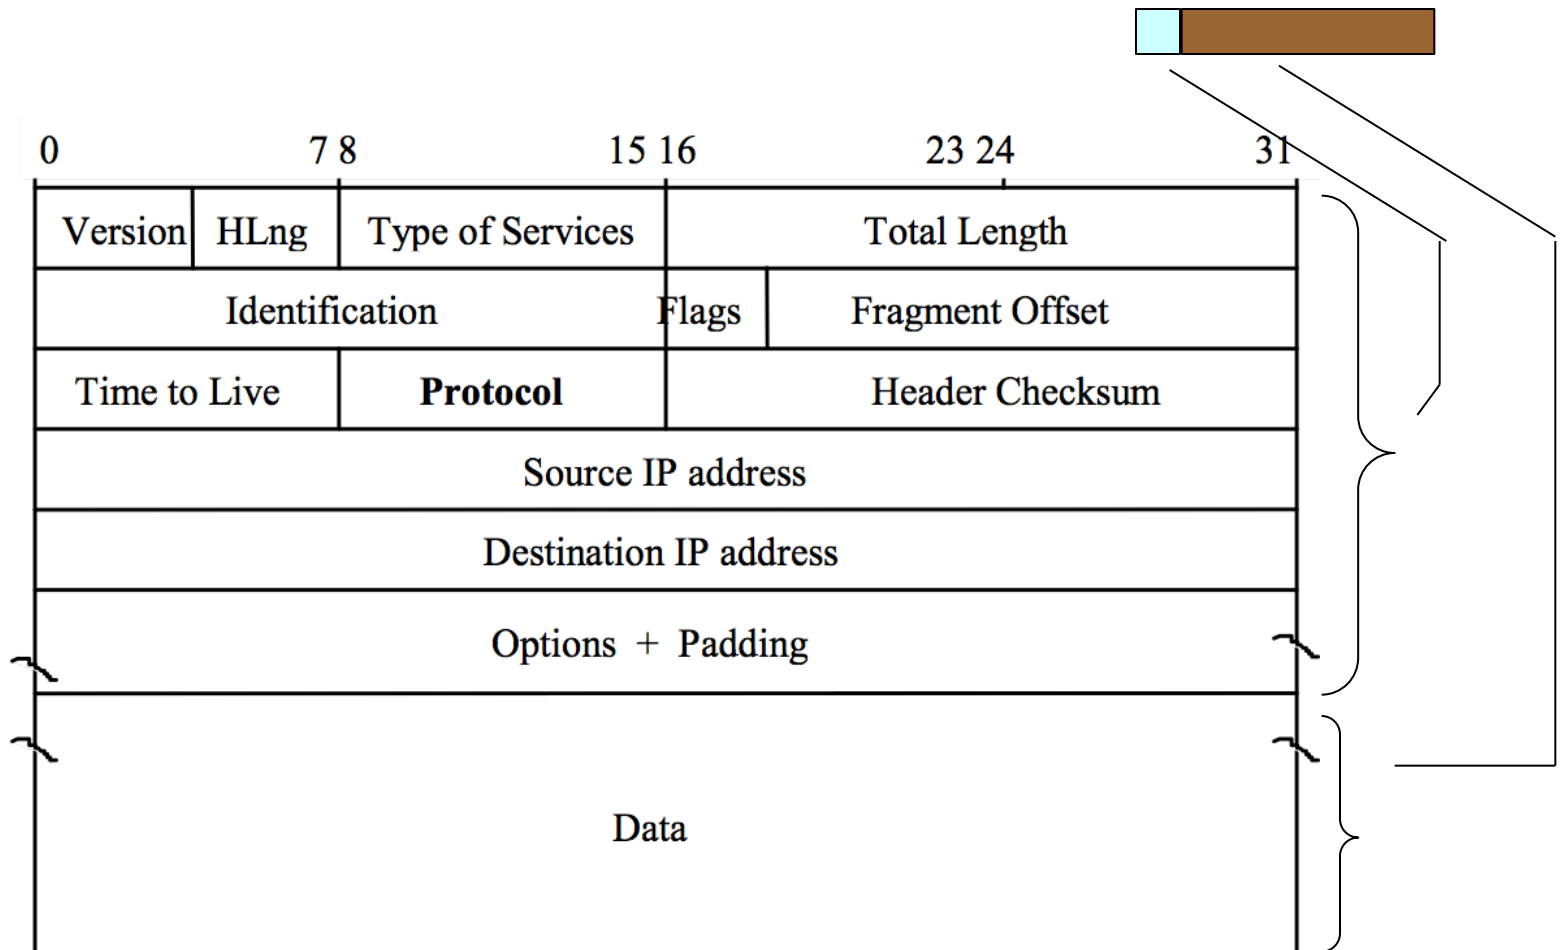 0 7 8 15 16 23 24 31
Version HLng Type of Services Total Length
Identification Flags Fragment Offset
Time to Live Protocol Header Checksum
Source IP address
Destination IP address
Options + Padding
Data